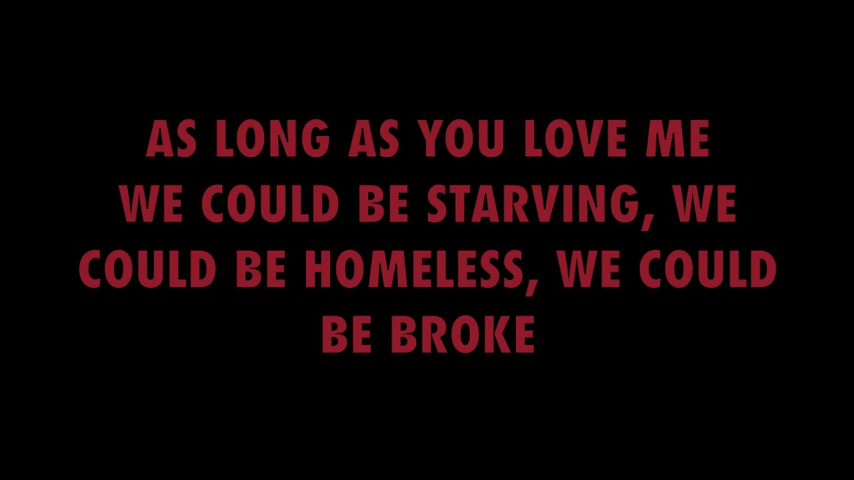 AS LONG AS YOU LOVE ME
WE COULD BE STARVING, WE
COULD BE HOMELESS, WE COULD
BE BROKE